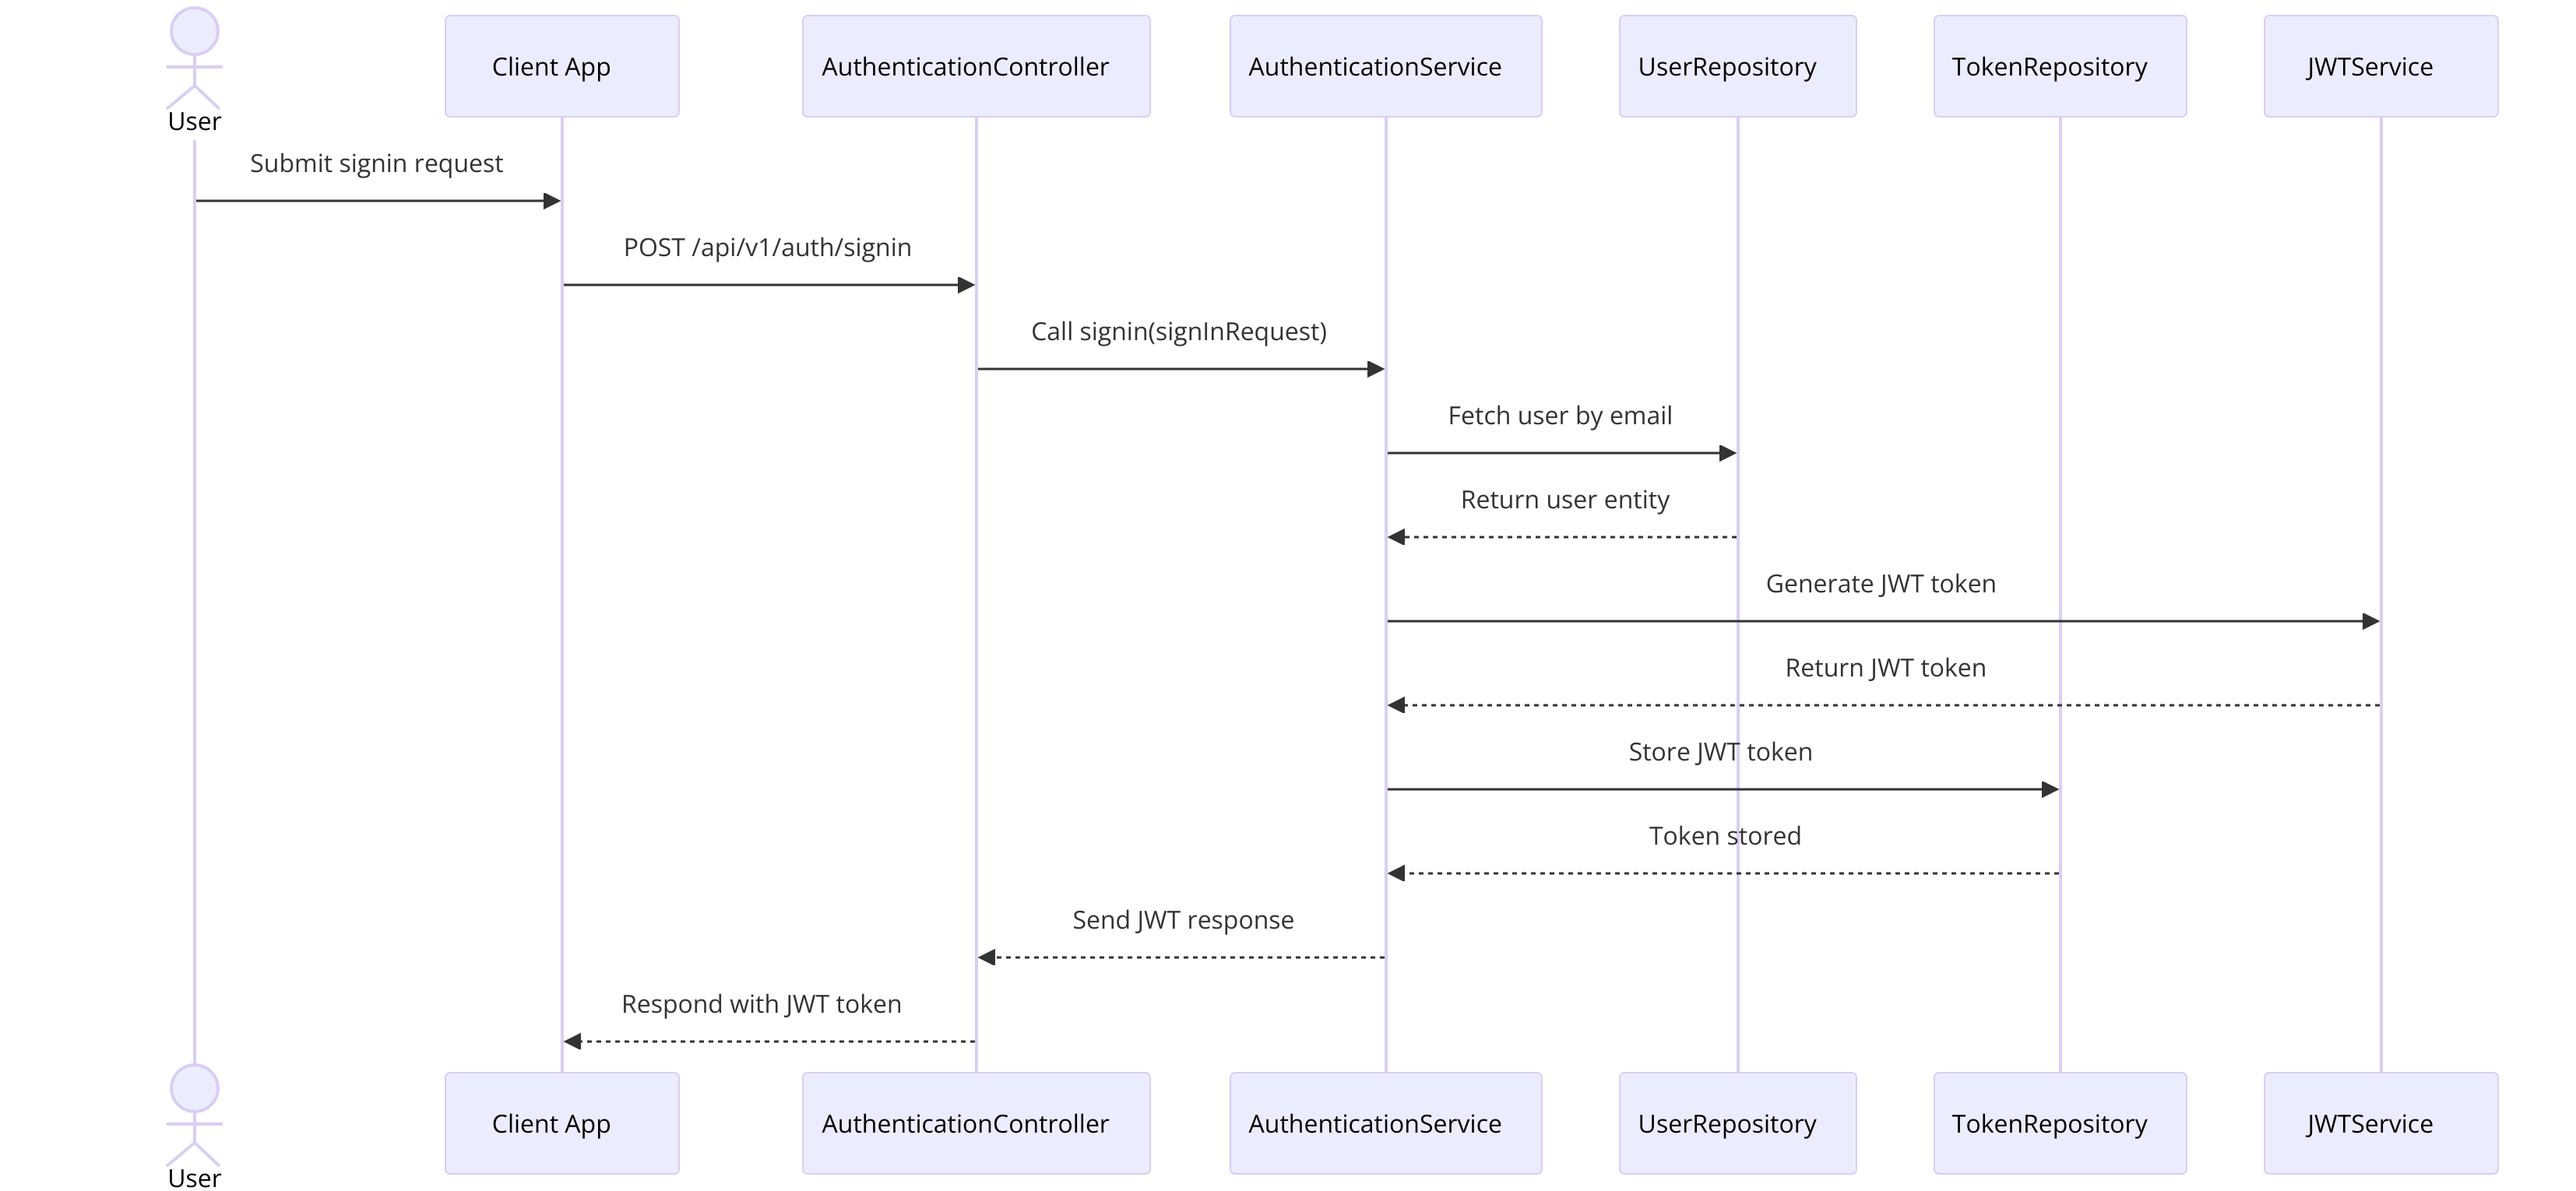 User
Client App
AuthenticationController
AuthenticationService
UserRepository
TokenRepository
JWTService
Submit signin request
POST /api/v1/auth/signin
Call signin(signInRequest)
Fetch user by email
Return user entity
Generate JWT token
Return JWT token
Store JWT token
Token stored
Send JWT response
Respond with JWT token
User
Client App
AuthenticationController
AuthenticationService
UserRepository
TokenRepository
JWTService